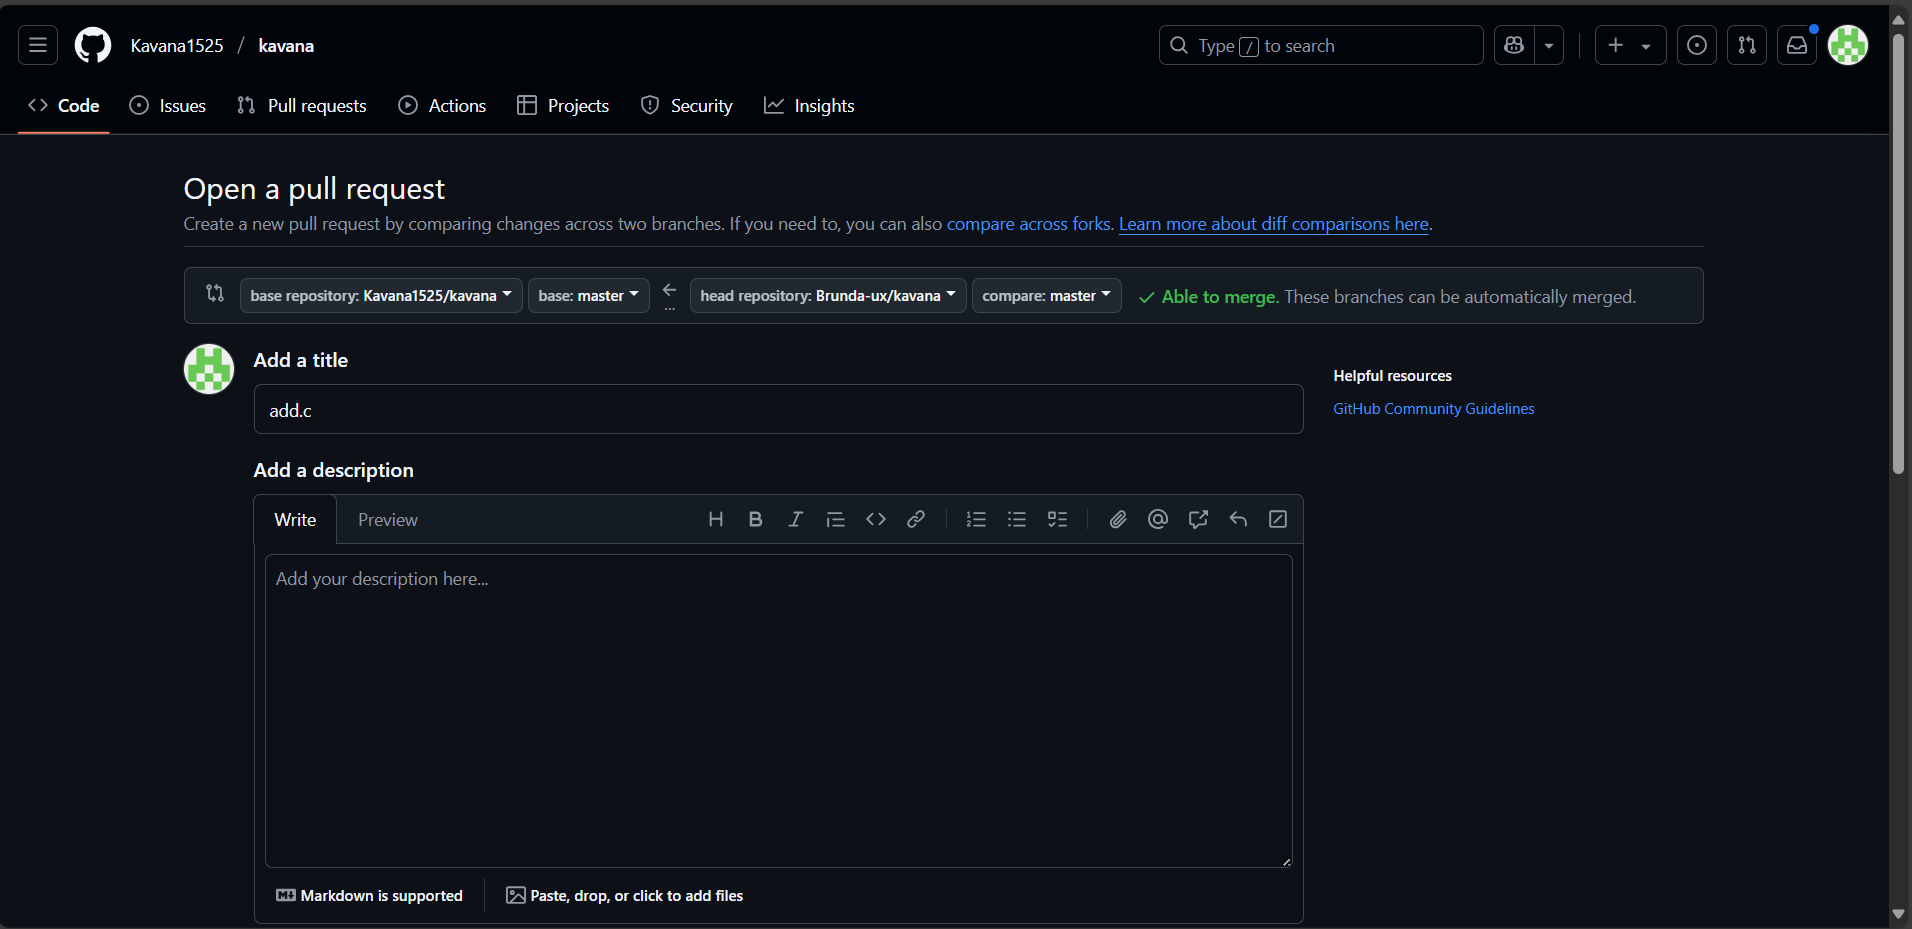 Kavana1525 / kavana
Type / to search
Code Issues Pull requests Actions Projects Security Insights
Open a pull request
Create a new pull request by comparing changes across two branches. If you need to, you can also compare across forks. Learn more about diff comparisons here.
base repository: Kavana1525/kavana base: master ... head repository: Brunda-ux/kavana compare: master Able to merge. These branches can be automatically merged.
Add a title
add.c
Helpful resources
GitHub Community Guidelines
Add a description
Write Preview
Add your description here...
Markdown is supported Paste, drop, or click to add files